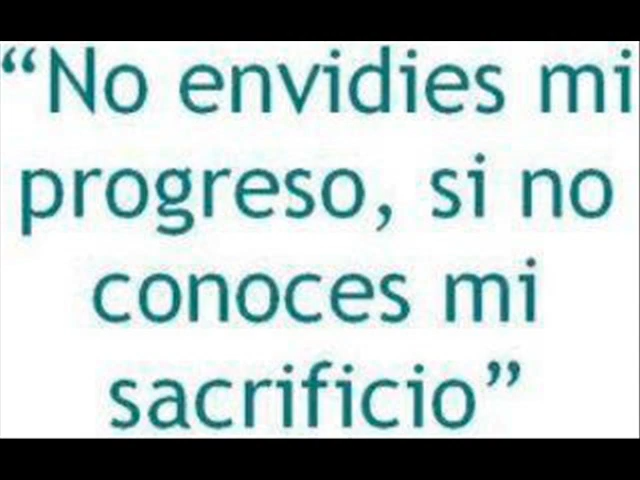 “No envidies mi
progreso, si no
conoces mi
sacrificio”